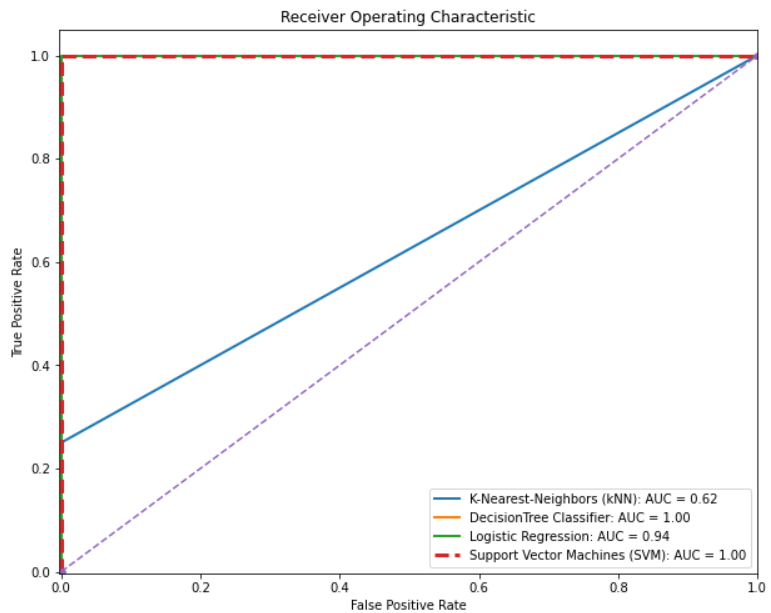 Receiver Operating Characteristic
1.0
0.8
0.6
0.4
0.2
0.0
True Positive Rate
K-Nearest-Neighbors (kNN): AUC = 0.62
DecisionTree Classifier: AUC = 1.00
Logistic Regression: AUC = 0.94
Support Vector Machines (SVM): AUC = 1.00
0.0 0.2 0.4 0.6 0.8 1.0
False Positive Rate